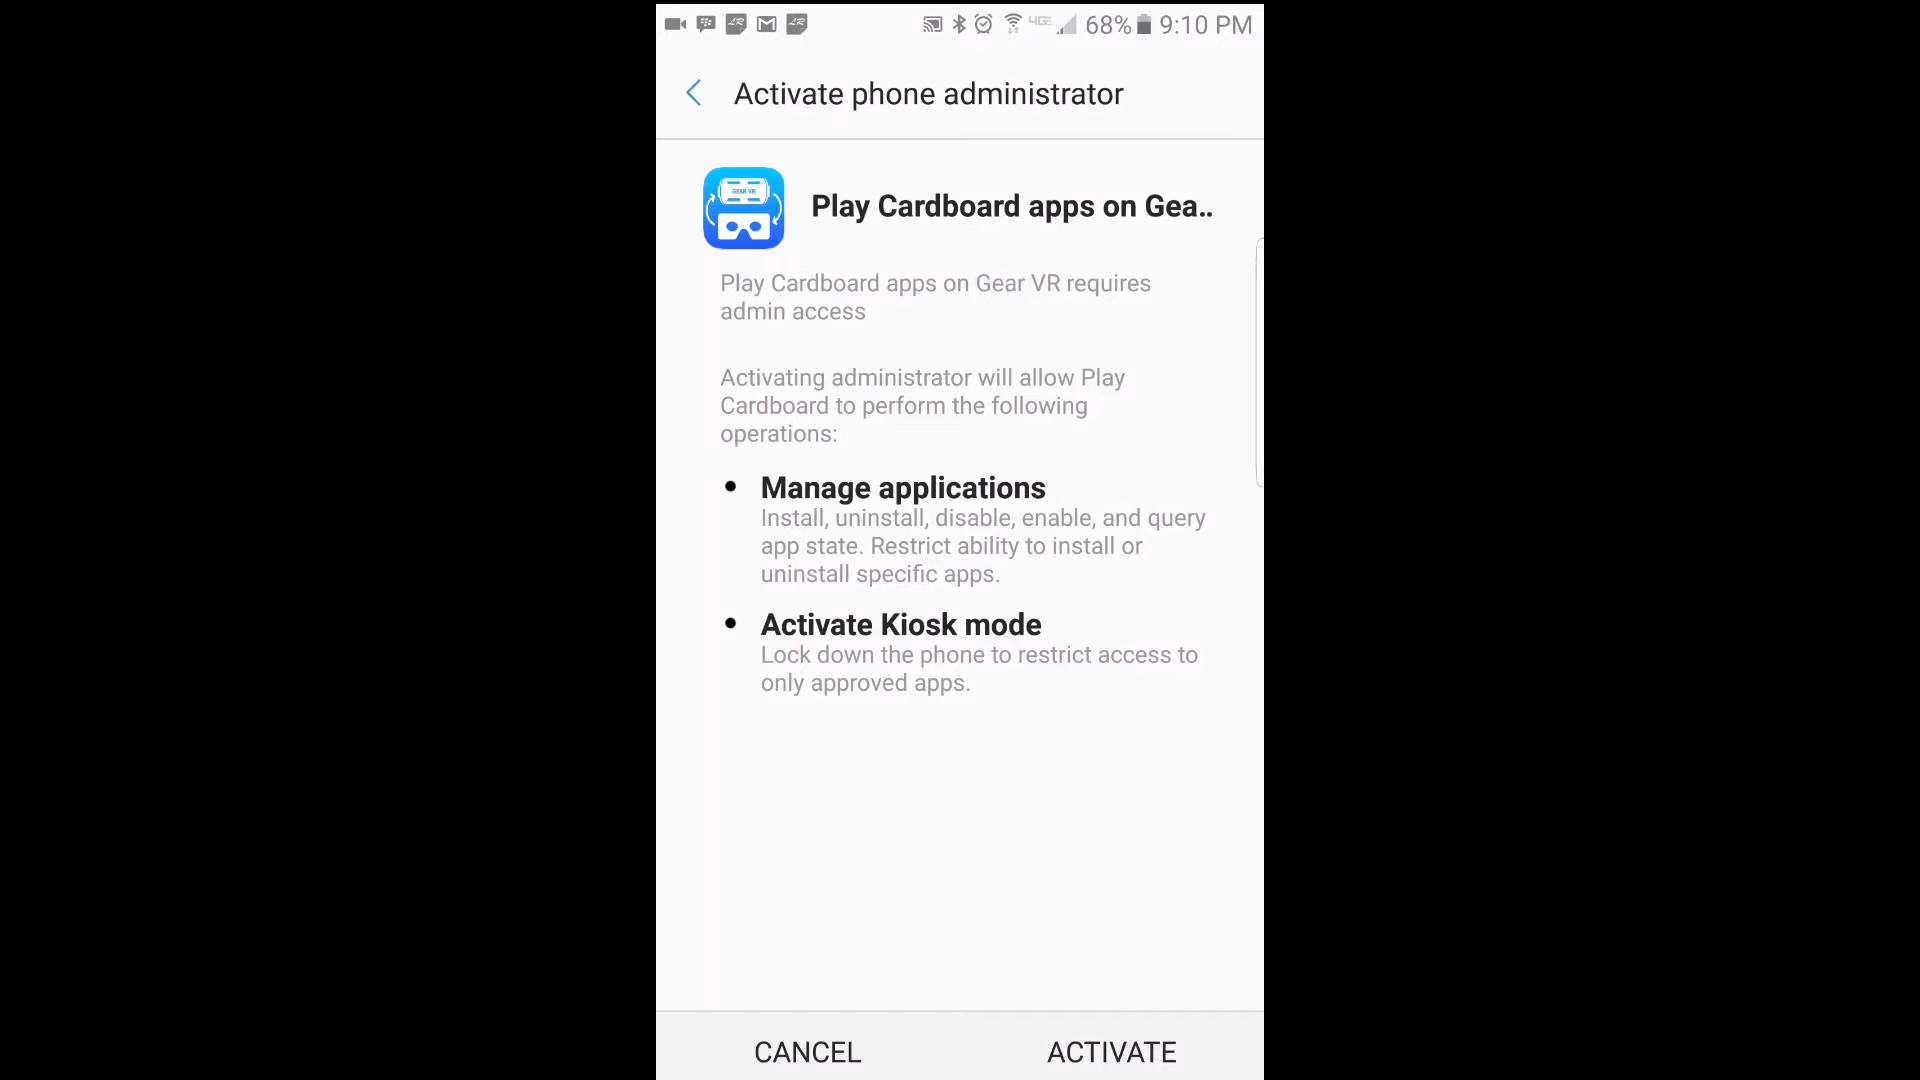 68% 9:10 PM
Activate phone administrator
GEAR VR
Play Cardboard apps on Gea..
Play Cardboard apps on Gear VR requires
admin access
Activating administrator will allow Play
Cardboard to perform the following
operations:
• Manage applications
Install, uninstall, disable, enable, and query
app state. Restrict ability to install or
uninstall specific apps.
• Activate Kiosk mode
Lock down the phone to restrict access to
only approved apps.
CANCEL ACTIVATE